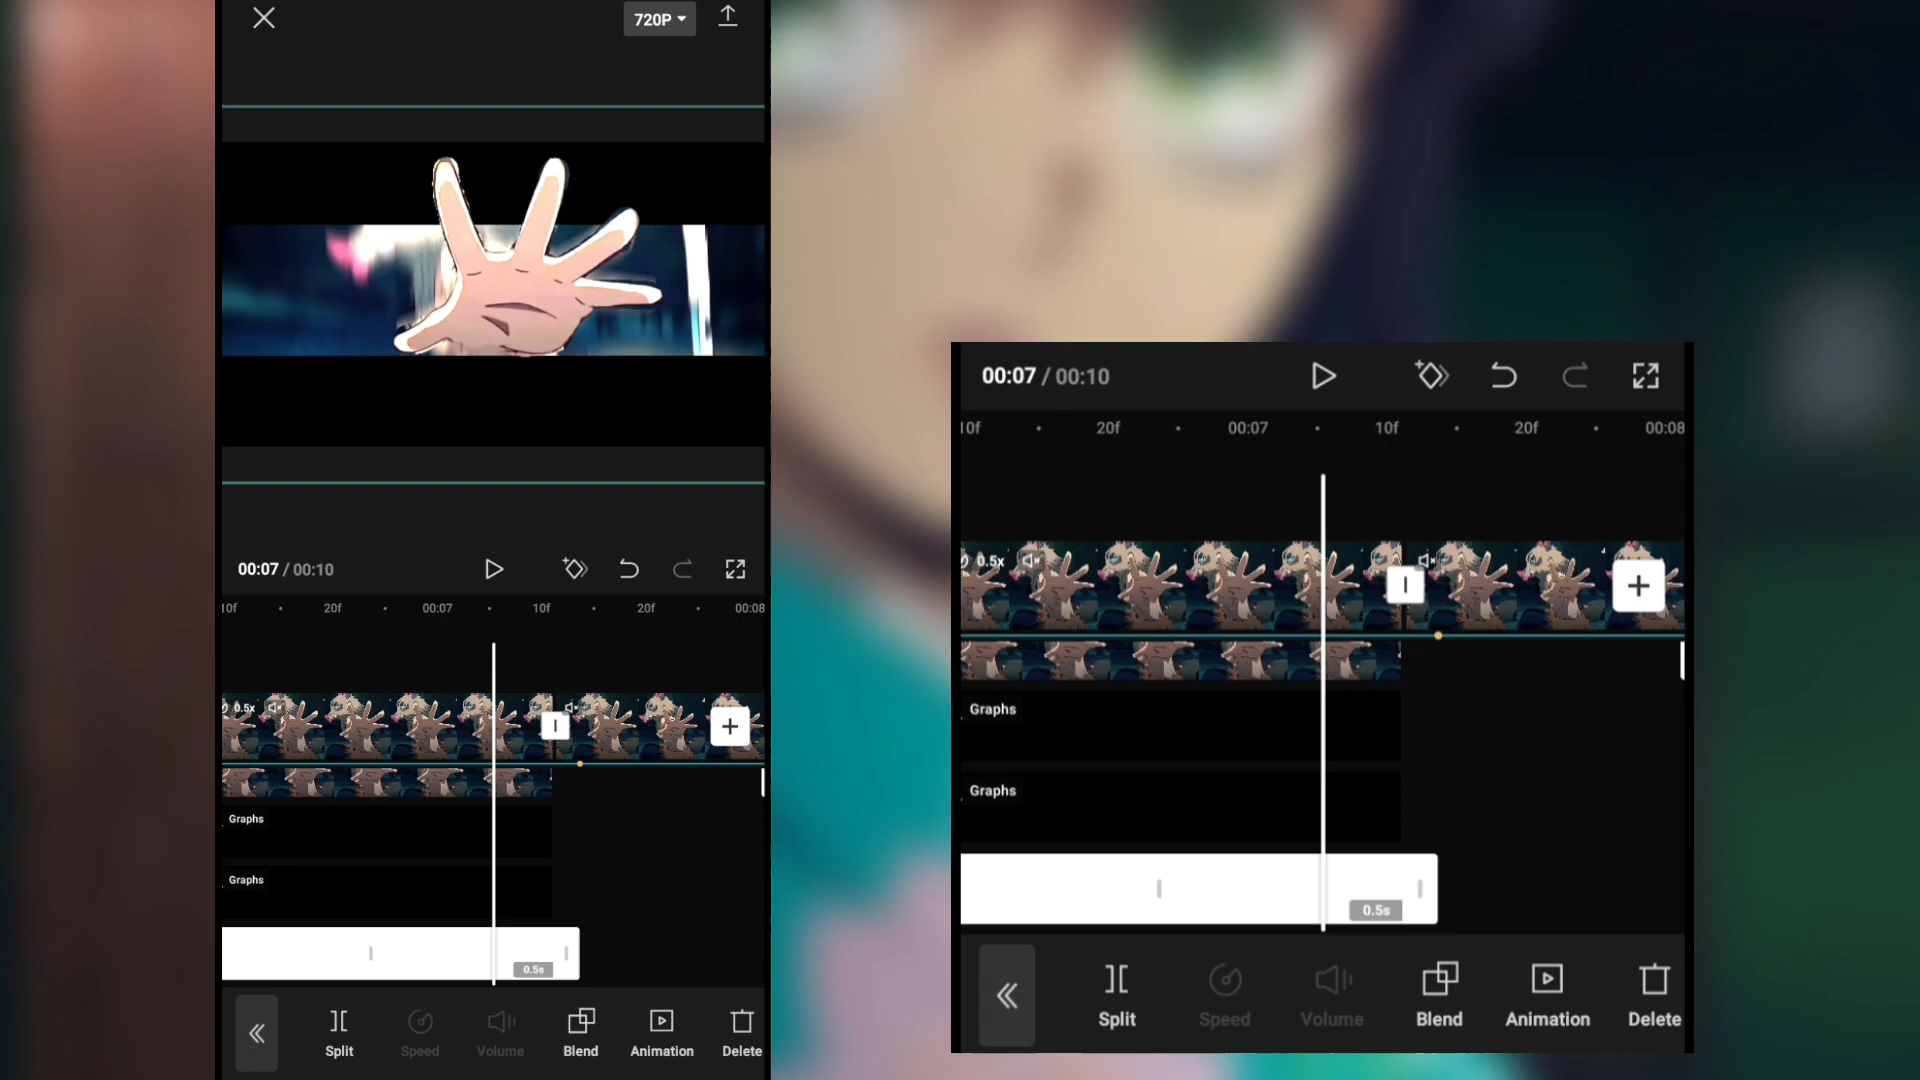 720P
00:07 / 00:10
10f 20f 00:07 10f 20f 00:08
0.5x
Graphs
Graphs
0.5s
Split Speed Volume Blend Animation Delete
00:07 / 00:10
20f 00:07 10f 20f 00:08
0.5x
Graphs
Graphs
0.5s
Split Speed Volume Blend Animation Delete